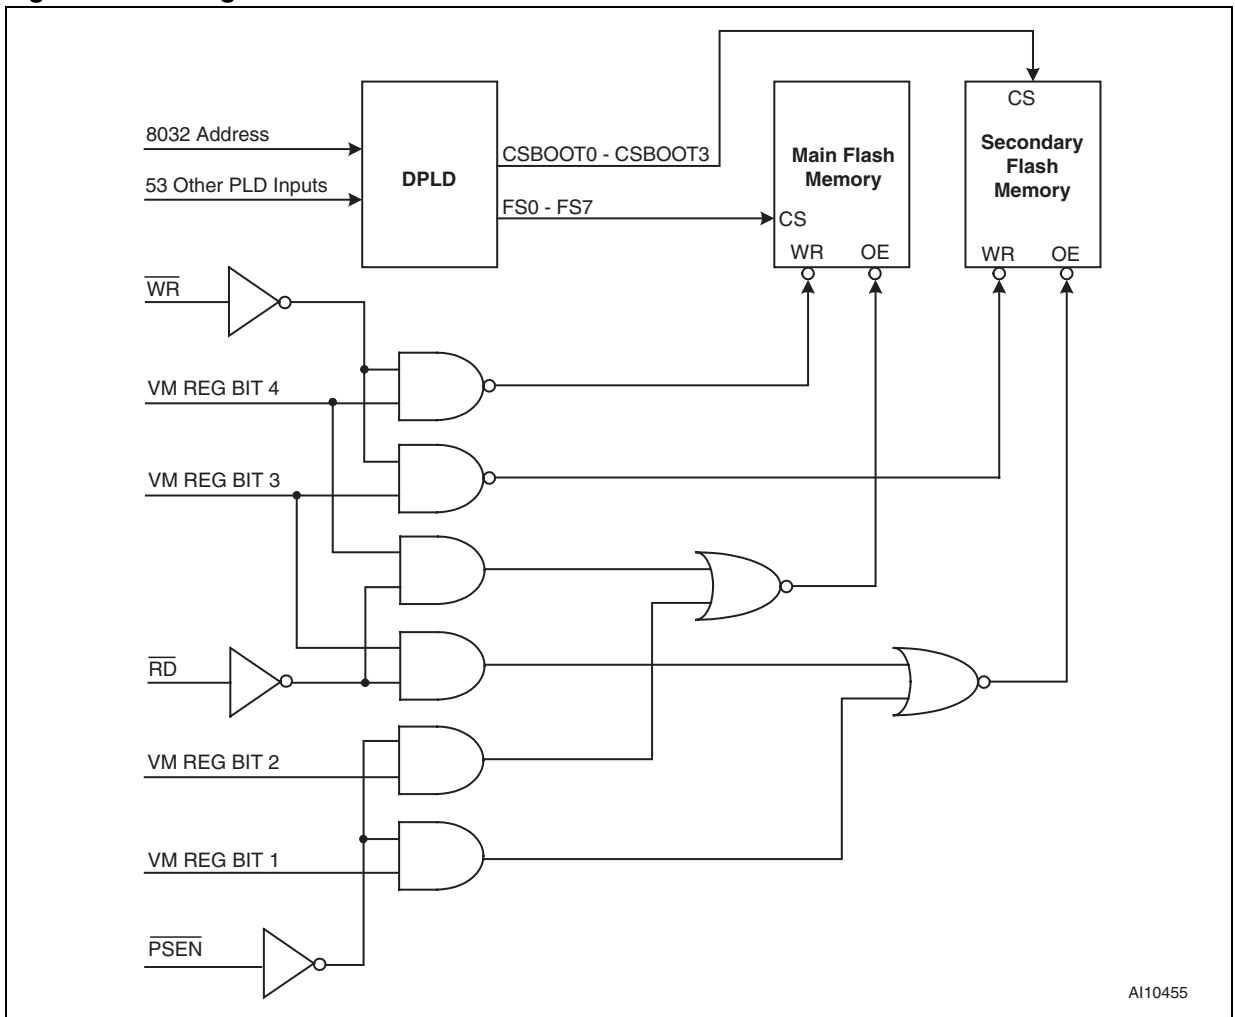 8032 Address
53 Other PLD Inputs
DPLD
CSBOOT0 - CSBOOT3
FS0 - FS7
Main Flash
Memory
CS
WR OE
CS
Secondary
Flash
Memory
WR OE
WR
VM REG BIT 4
VM REG BIT 3
RD
VM REG BIT 2
VM REG BIT 1
PSEN
AI10455